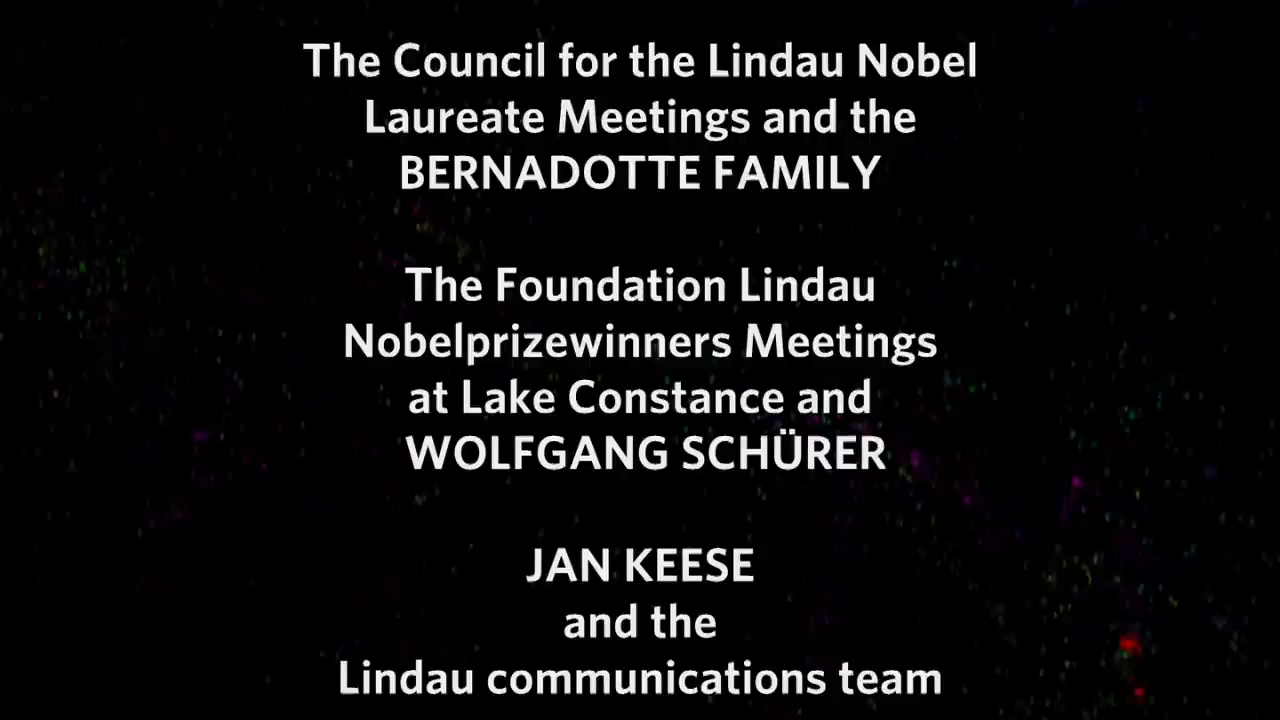 The Council for the Lindau Nobel
Laureate Meetings and the
BERNADOTTE FAMILY
The Foundation Lindau
Nobelprizewinners Meetings
at Lake Constance and
WOLFGANG SCHÜRER
JAN KEESE
and the
Lindau communications team